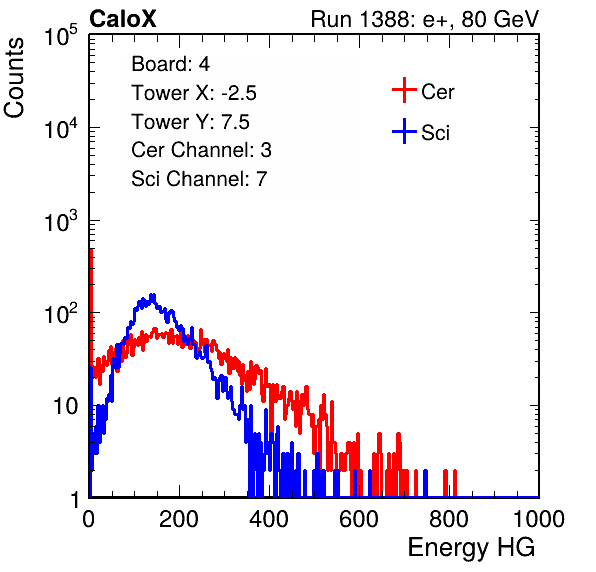 CaloX Run 1388: e+, 80 GeV
Counts
10^5
10^4
10^3
10^2
10
1
Board: 4
Tower X: -2.5
Tower Y: 7.5
Cer Channel: 3
Sci Channel: 7
Cer
Sci
0 200 400 600 800 1000
Energy HG